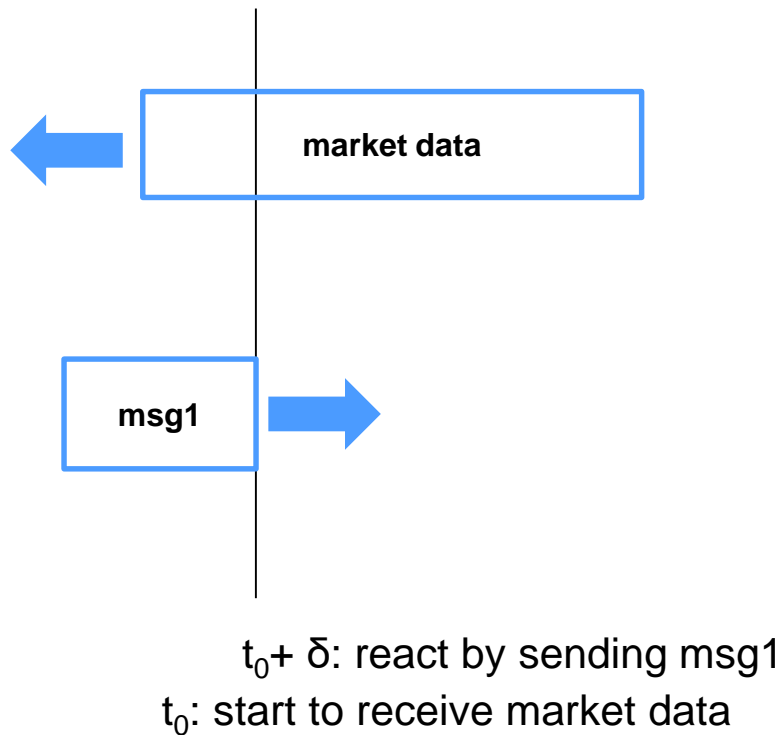 market data
msg1
t₀+ δ: react by sending msg1
t₀: start to receive market data